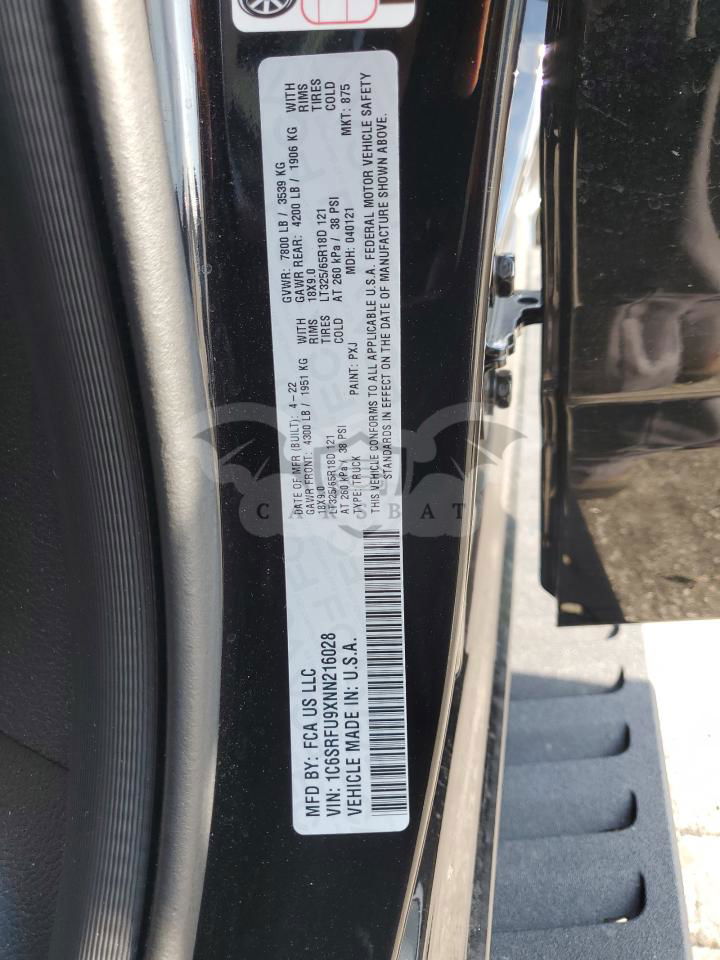 MFD BY: FCA US LLC
VIN: 1C6SRFU9XNN216028
VEHICLE MADE IN: U.S.A.
DATE OF MFR (BUILT): 4-22 GVWR: 7800 LB / 3539 KG
GAWR FRONT: 4300 LB / 1951 KG WITH GAWR REAR: 4200 LB / 1906 KG WITH
18X9.0 RIMS 18X9.0 RIMS
LT325/65R18D 121 TIRES LT325/65R18D 121 TIRES
AT 260 kPa / 38 PSI COLD AT 260 kPa / 38 PSI COLD
TYPE: TRUCK PAINT: PXJ MDH: 040121 MKT: 875
THIS VEHICLE CONFORMS TO ALL APPLICABLE U.S.A. FEDERAL MOTOR VEHICLE SAFETY
STANDARDS IN EFFECT ON THE DATE OF MANUFACTURE SHOWN ABOVE.
CARSBAT